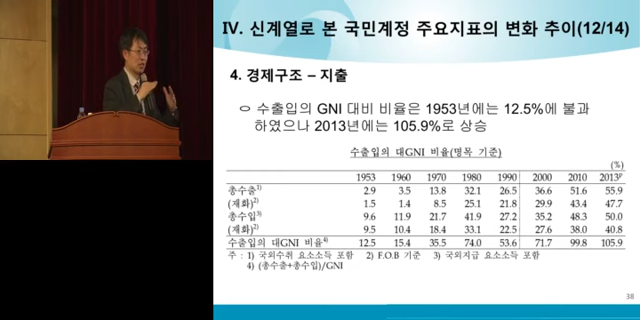 IV. 신계열로 본 국민계정 주요지표의 변화 추이(12/14)
4. 경제구조 – 지출
○ 수출입의 GNI 대비 비율은 1953년에는 12.5%에 불과
하였으나 2013년에는 105.9%로 상승
수출입의 대GNI 비율(명목 기준)
(%)
1953 1960 1970 1980 1990 2000 2010 2013ᵖ
총수출¹⁾ 2.9 3.5 13.8 32.1 26.5 36.6 51.6 55.9
(재화)²⁾ 1.5 1.4 8.5 25.1 21.8 29.9 43.4 47.7
총수입³⁾ 9.6 11.9 21.7 41.9 27.2 35.2 48.3 50.0
(재화)²⁾ 9.5 10.4 18.4 33.1 22.5 27.6 38.0 40.8
수출입의 대GNI 비율⁴⁾ 12.5 15.4 35.5 74.0 53.6 71.7 99.8 105.9
주 : 1) 국외수취 요소소득 포함 2) F.O.B 기준 3) 국외지급 요소소득 포함
4) (총수출+총수입)/GNI
38